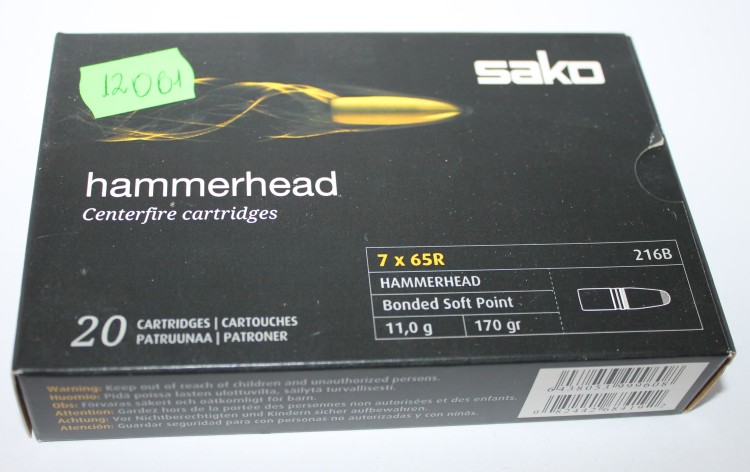 12061
sako
hammerhead
Centerfire cartridges
7 x 65R 216B
HAMMERHEAD
Bonded Soft Point
11,0 g 170 gr
20 CARTRIDGES | CARTOUCHES
PATRUUNAA | PATRONER
Warning: Keep out of reach of children and unauthorized persons.
Huomio: Pidä poissa lasten ulottuvilta, säilytä turvallisesti.
Obs: Förvaras säkert och oåtkomligt för barn.
Attention: Gardez hors de la portée des personnes non autorisées et des enfants.
Achtung: Vor Nichtberechtigten und Kindern sicher aufbewahren.
Atención: Guardar seguridad para con personas no autorizadas y con niños.